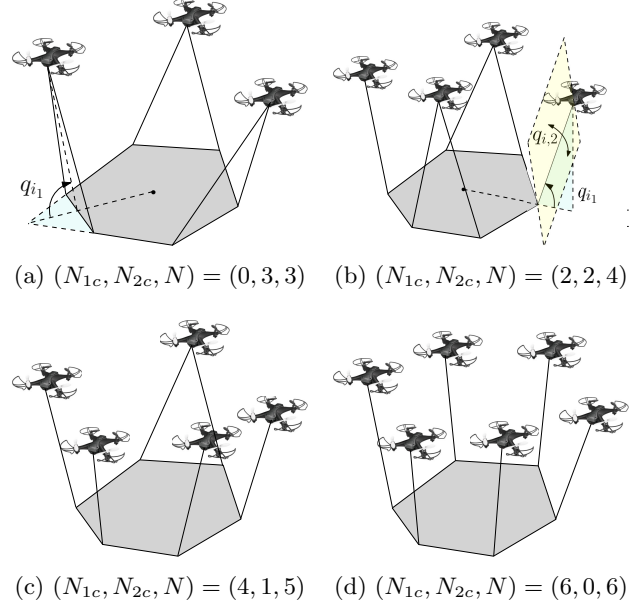 q_{i_1}
q_{i,2}
q_{i_1}
(a) (N_{1c}, N_{2c}, N) = (0, 3, 3)
(b) (N_{1c}, N_{2c}, N) = (2, 2, 4)
(c) (N_{1c}, N_{2c}, N) = (4, 1, 5)
(d) (N_{1c}, N_{2c}, N) = (6, 0, 6)